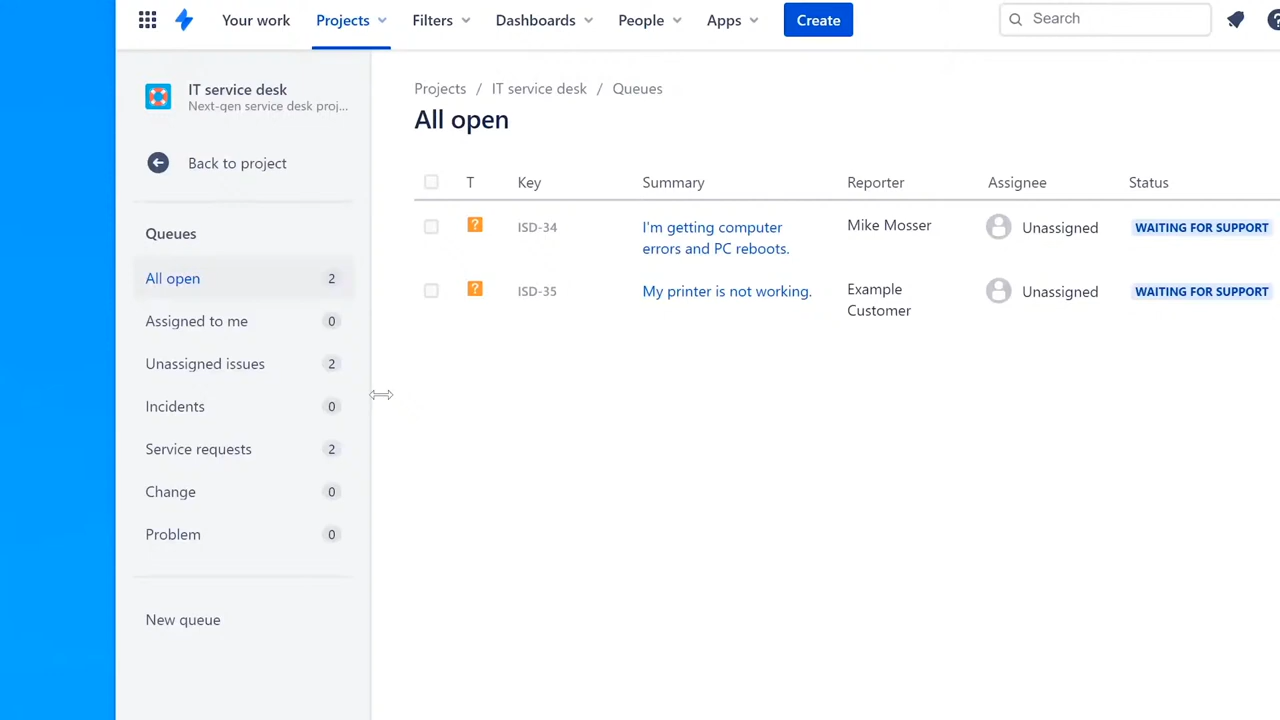 Your work Projects Filters Dashboards People Apps Create Search
IT service desk
Next-gen service desk proj...
Back to project
Queues
All open 2
Assigned to me 0
Unassigned issues 2
Incidents 0
Service requests 2
Change 0
Problem 0
New queue
Projects / IT service desk / Queues
All open
T Key Summary Reporter Assignee Status
? ISD-34 I'm getting computer Mike Mosser Unassigned WAITING FOR SUPPORT
errors and PC reboots.
? ISD-35 My printer is not working. Example Unassigned WAITING FOR SUPPORT
Customer